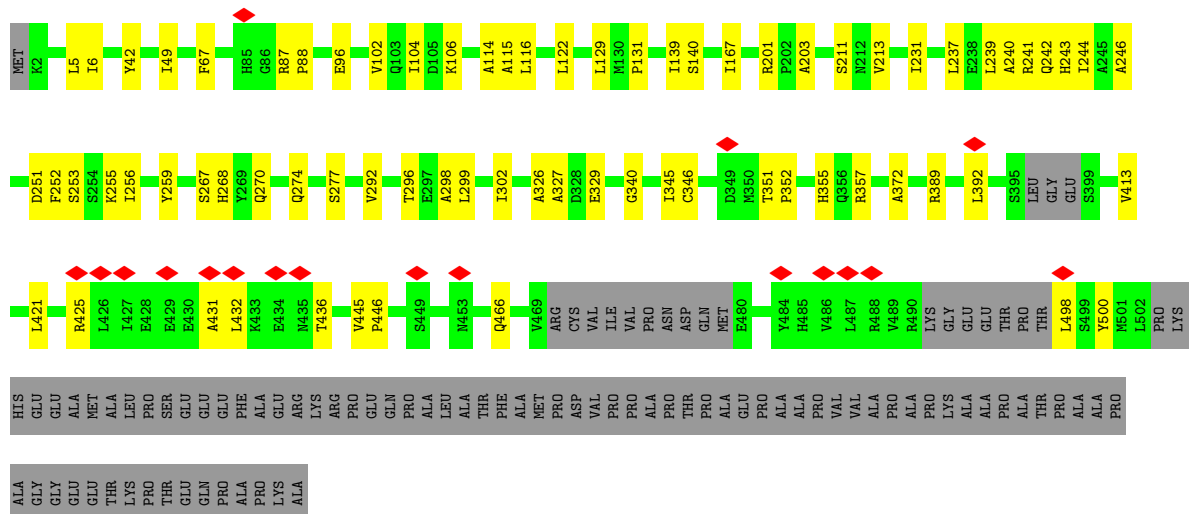 MET K2 L5 I6 Y42 I49 F67 H85 G86 R87 P88 E96 V102 Q103 I104 D105 K106 A114 A115 L116 L122 L129 M130 P131 I139 S140 I167 R201 P202 A203 S211 N212 V213 I231 L237 E238 L239 A240 R241 Q242 H243 I244 A245 A246
D251 F252 S253 S254 K255 I256 Y259 S267 H268 Y269 Q270 Q274 S277 V292 T296 E297 A298 L299 I302 A326 A327 D328 E329 G340 I345 C346 D349 M350 T351 P352 H355 Q356 R357 A372 R389 L392 S395 LEU GLY GLU S399 V413
L421 R425 L426 I427 E428 E429 E430 A431 L432 K433 E434 N435 T436 V445 P446 S449 N453 Q466 V469 ARG CYS VAL ILE VAL PRO ASN ASP GLN MET E480 Y484 H485 V486 L487 R488 V489 R490 LYS GLY GLU GLU THR PRO THR L498 S499 Y500 M501 L502 PRO LYS
HIS GLU GLU ALA MET ALA LEU PRO SER GLU GLU GLU PHE ALA GLU ARG LYS ARG PRO GLU GLN PRO ALA LEU ALA THR PHE ALA MET PRO ASP VAL PRO PRO ALA PRO THR PRO ALA GLU PRO ALA ALA PRO VAL VAL ALA PRO ALA PRO LYS ALA ALA PRO ALA THR PRO ALA ALA PRO
ALA GLY GLY GLU GLU THR LYS PRO THR GLU GLN PRO ALA PRO LYS ALA